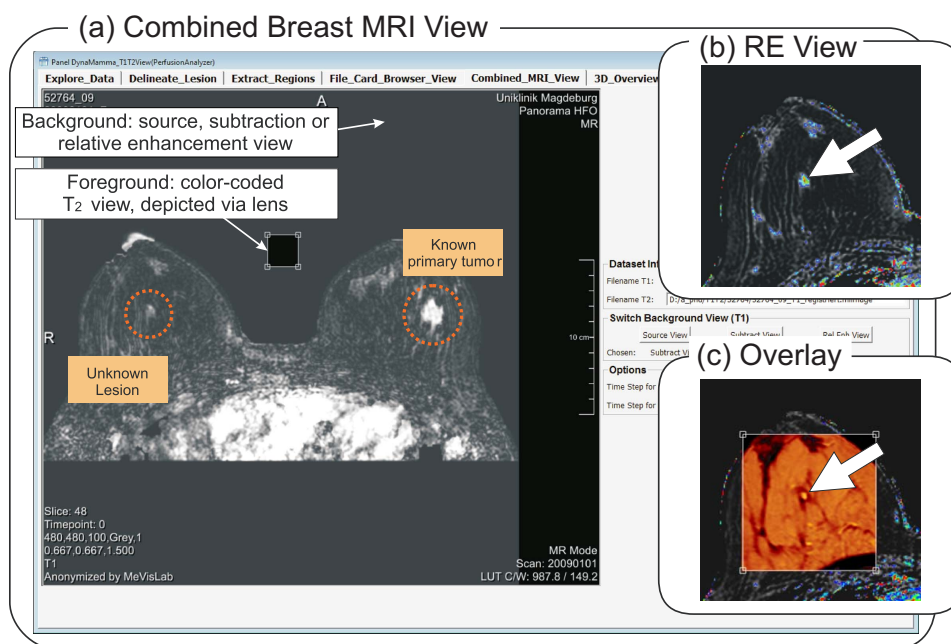 (a) Combined Breast MRI View
Panel DynaMamma_T1T2View(PerfusionAnalyzer)
Explore_Data | Delineate_Lesion | Extract_Regions | File_Card_Browser_View | Combined_MRI_View | 3D_Overview
52764_09
A
Uniklinik Magdeburg
Panorama HFO
MR
Background: source, subtraction or
relative enhancement view
Foreground: color-coded
T2 view, depicted via lens
Known
primary tumor
R
Unknown
Lesion
10 cm
Slice: 48
Timepoint: 0
480,480,100,Grey,1
0.667,0.667,1.500
T1
Anonymized by MeVisLab
MR Mode
Scan: 20090101
LUT C/W: 987.8 / 149.2
Filename T1:
Filename T2:
Switch Background View (T1)
Source View
Subtract View
Rel Enh View
Chosen: Subtract Vi
Options
Time Step for
Time Step for
(b) RE View
(c) Overlay